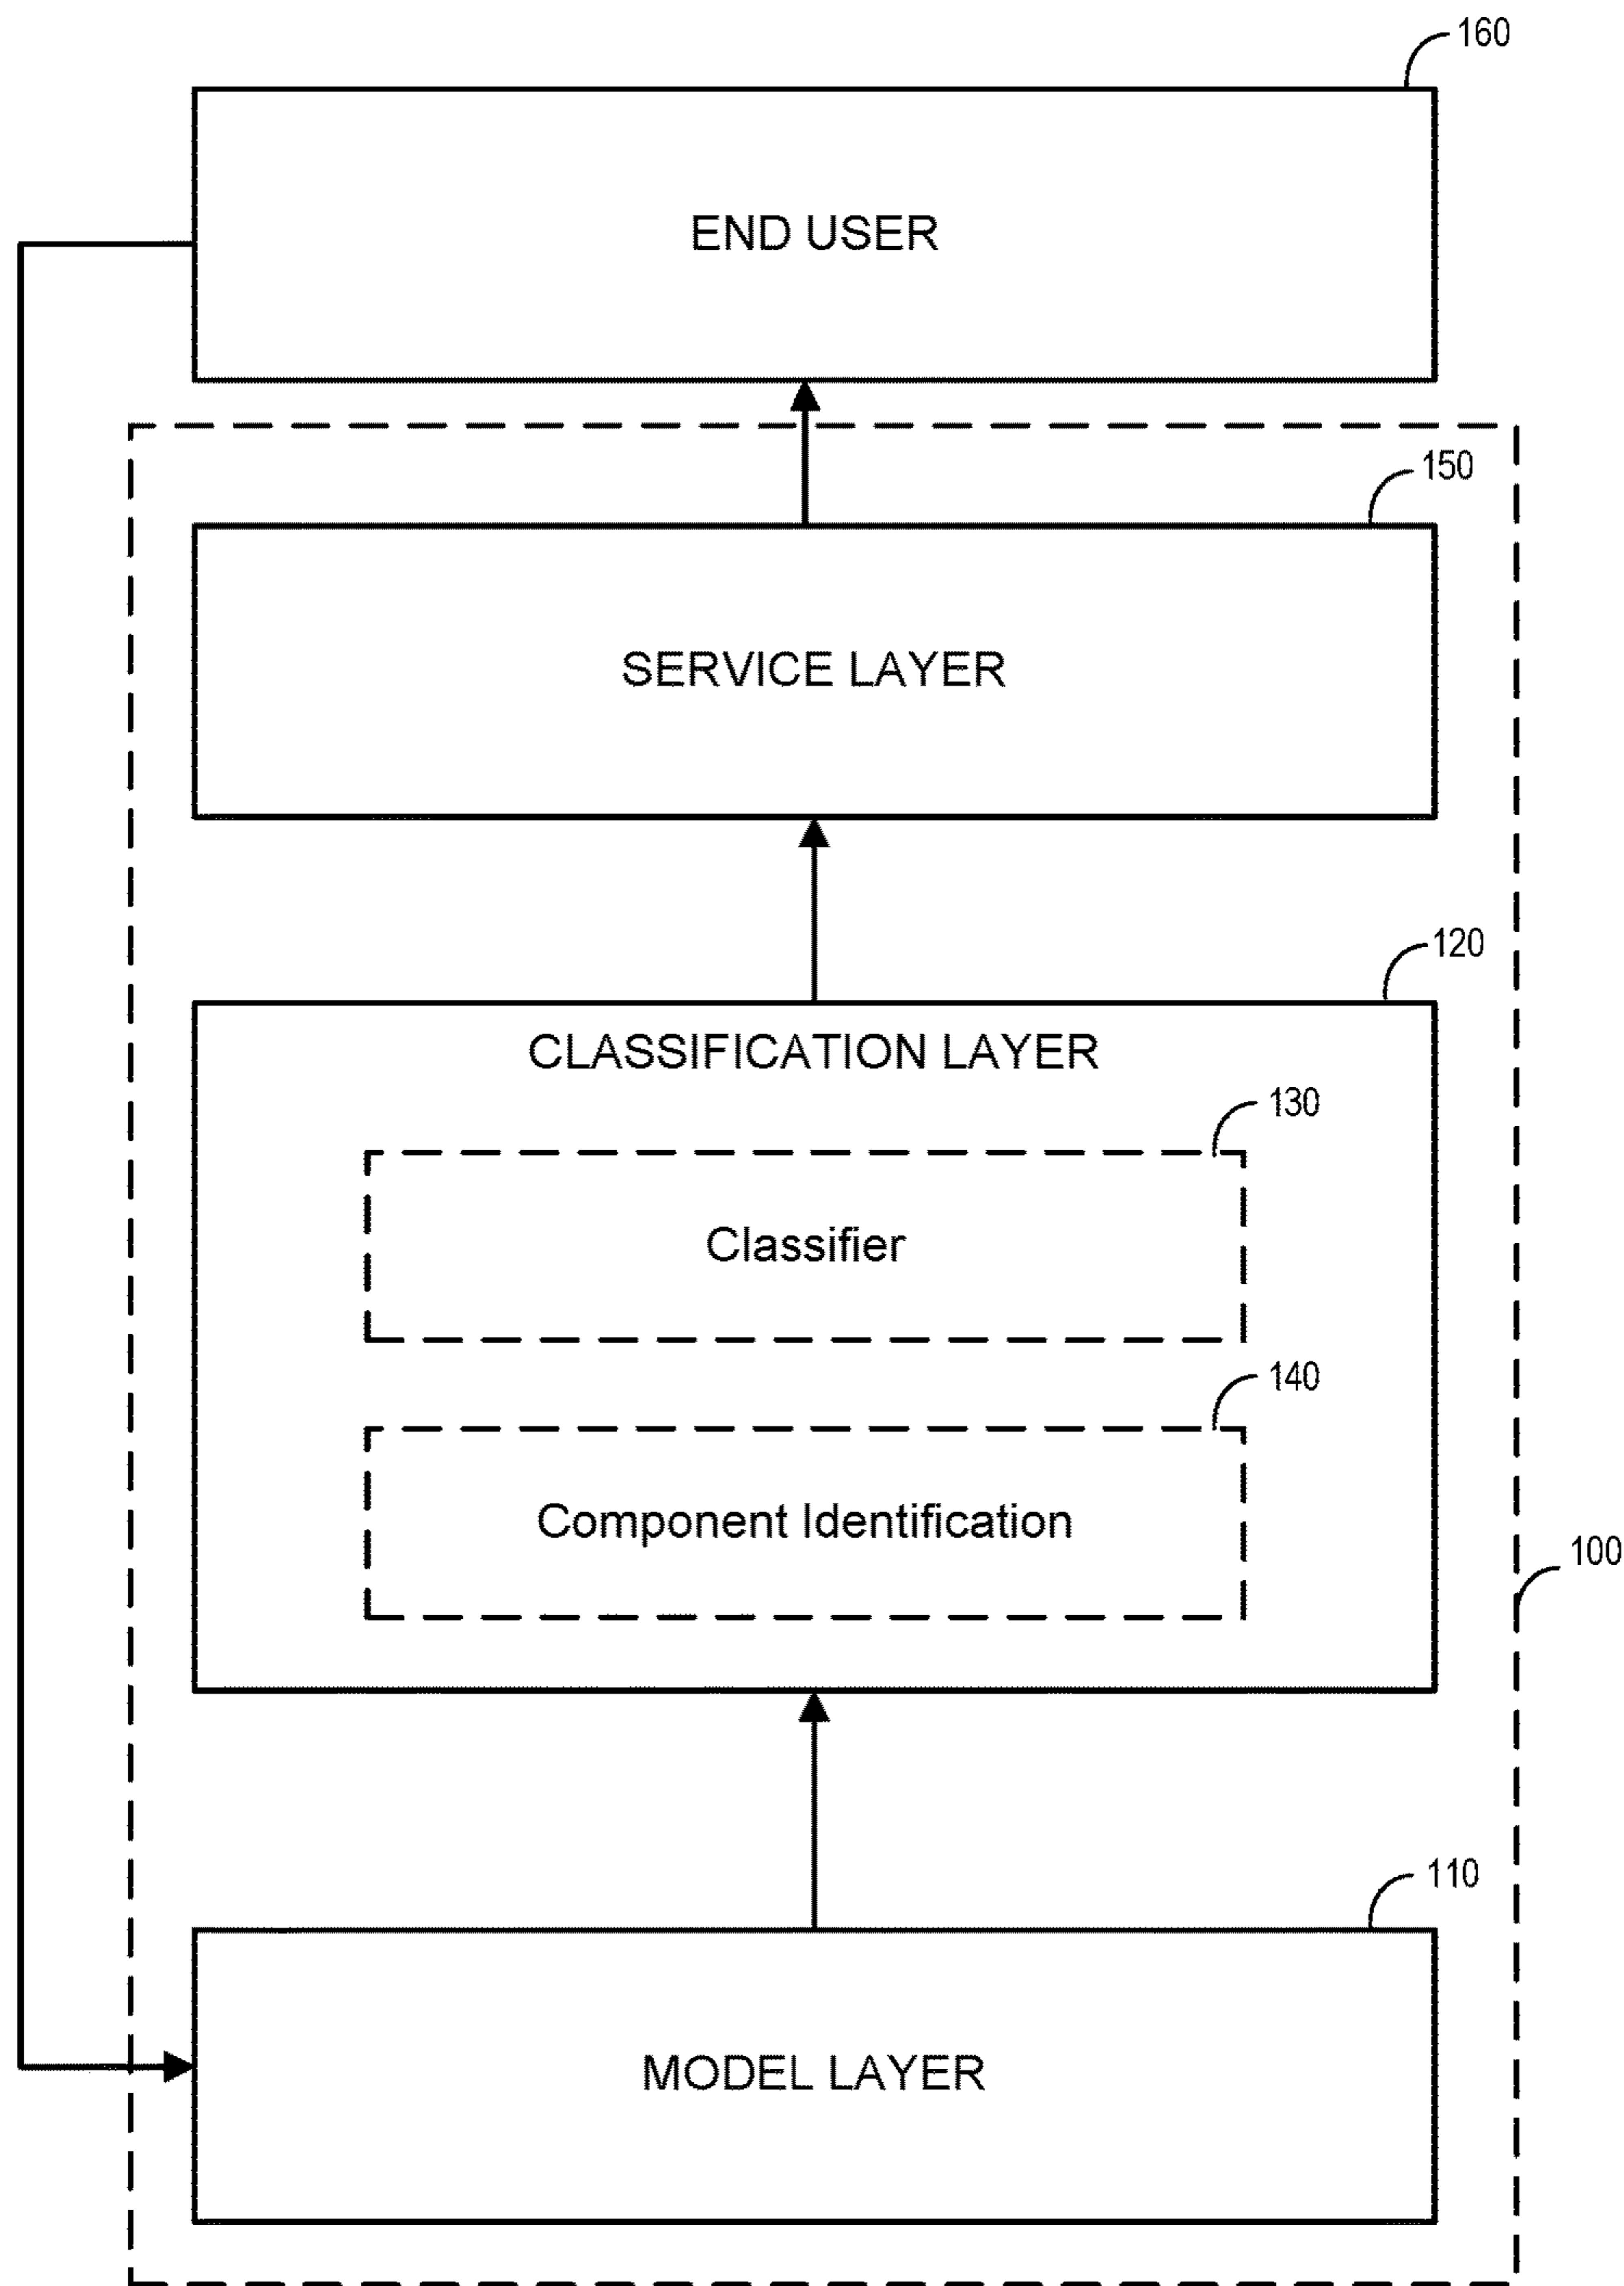 160
END USER
150
SERVICE LAYER
120
CLASSIFICATION LAYER
130
Classifier
140
Component Identification
100
110
MODEL LAYER